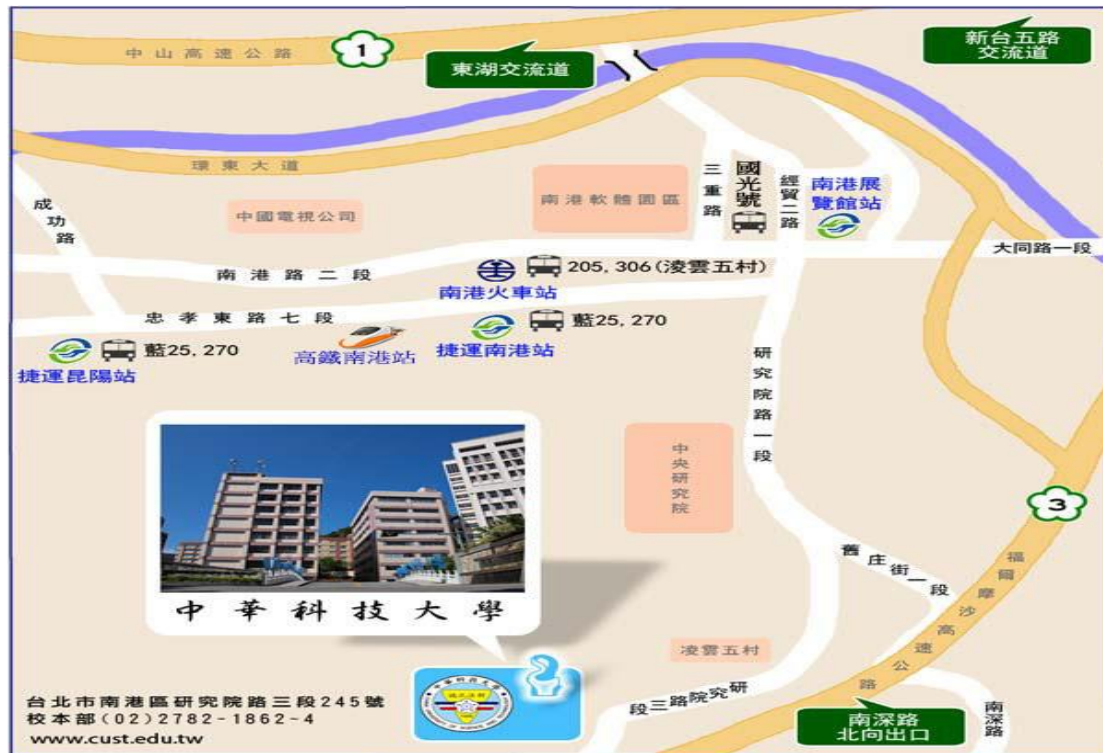 中山高速公路
1
東湖交流道
新台五路
交流道
環東大道
成功路
中國電視公司
南港軟體園區
三重路
國光號
經貿二路
南港展
覽館站
大同路一段
南港路二段
205, 306(淩雲五村)
南港火車站
忠孝東路七段
藍25, 270
捷運昆陽站
高鐵南港站
藍25, 270
捷運南港站
研究院路一段
中央研究院
3
舊庄街一段
福爾摩沙高速公路
中華科技大學
凌雲五村
研究院路三段
南深路
南深路
北向出口
台北市南港區研究院路三段245號
校本部(02)2782-1862-4
www.cust.edu.tw